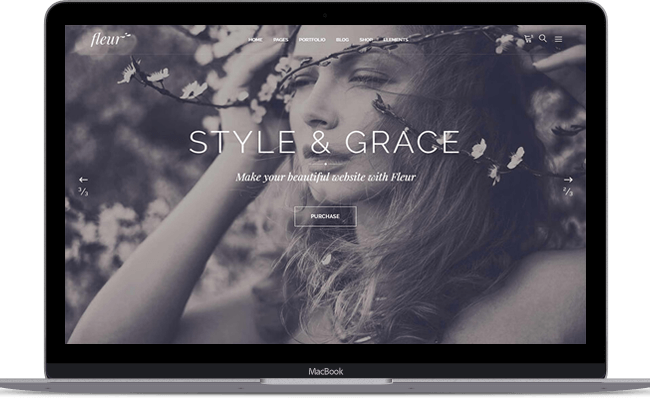 fleur
HOME PAGES PORTFOLIO BLOG SHOP ELEMENTS
STYLE & GRACE
Make your beautiful website with Fleur
3/3
2/3
PURCHASE
MacBook